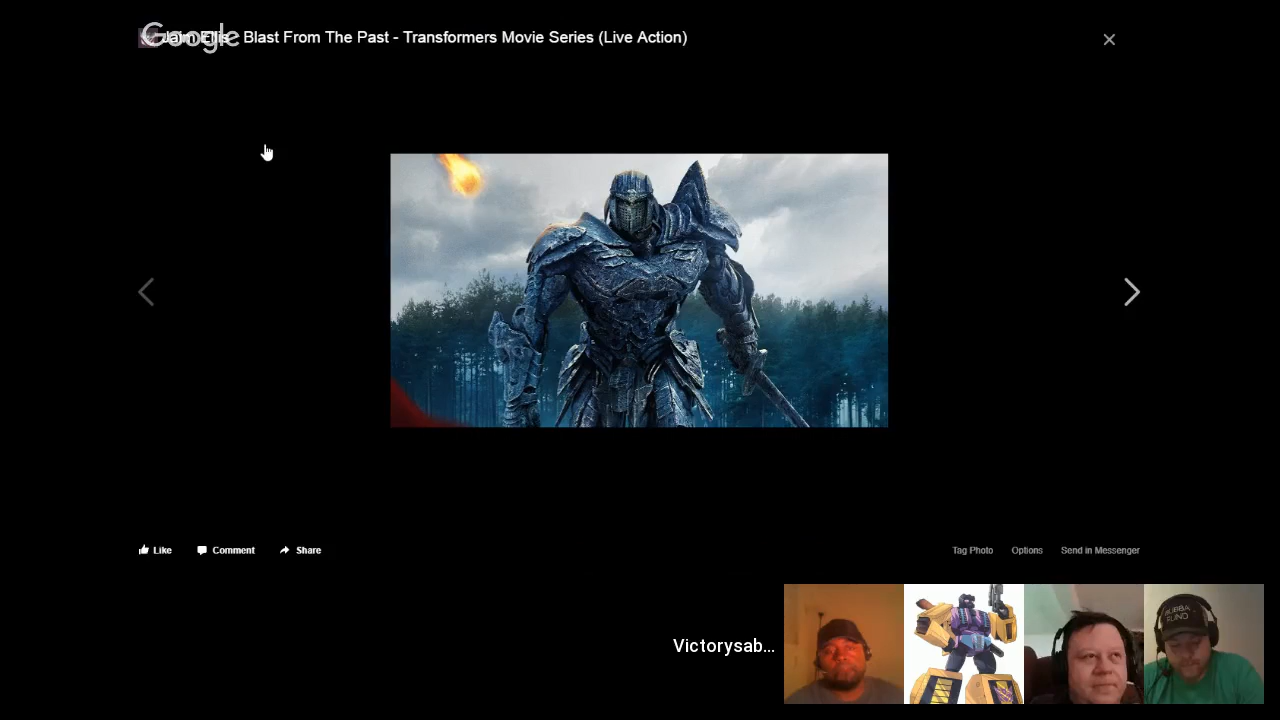 Google
Blast From The Past - Transformers Movie Series (Live Action)
Like Comment Share
Tag Photo Options Send in Messenger
Victorysab...